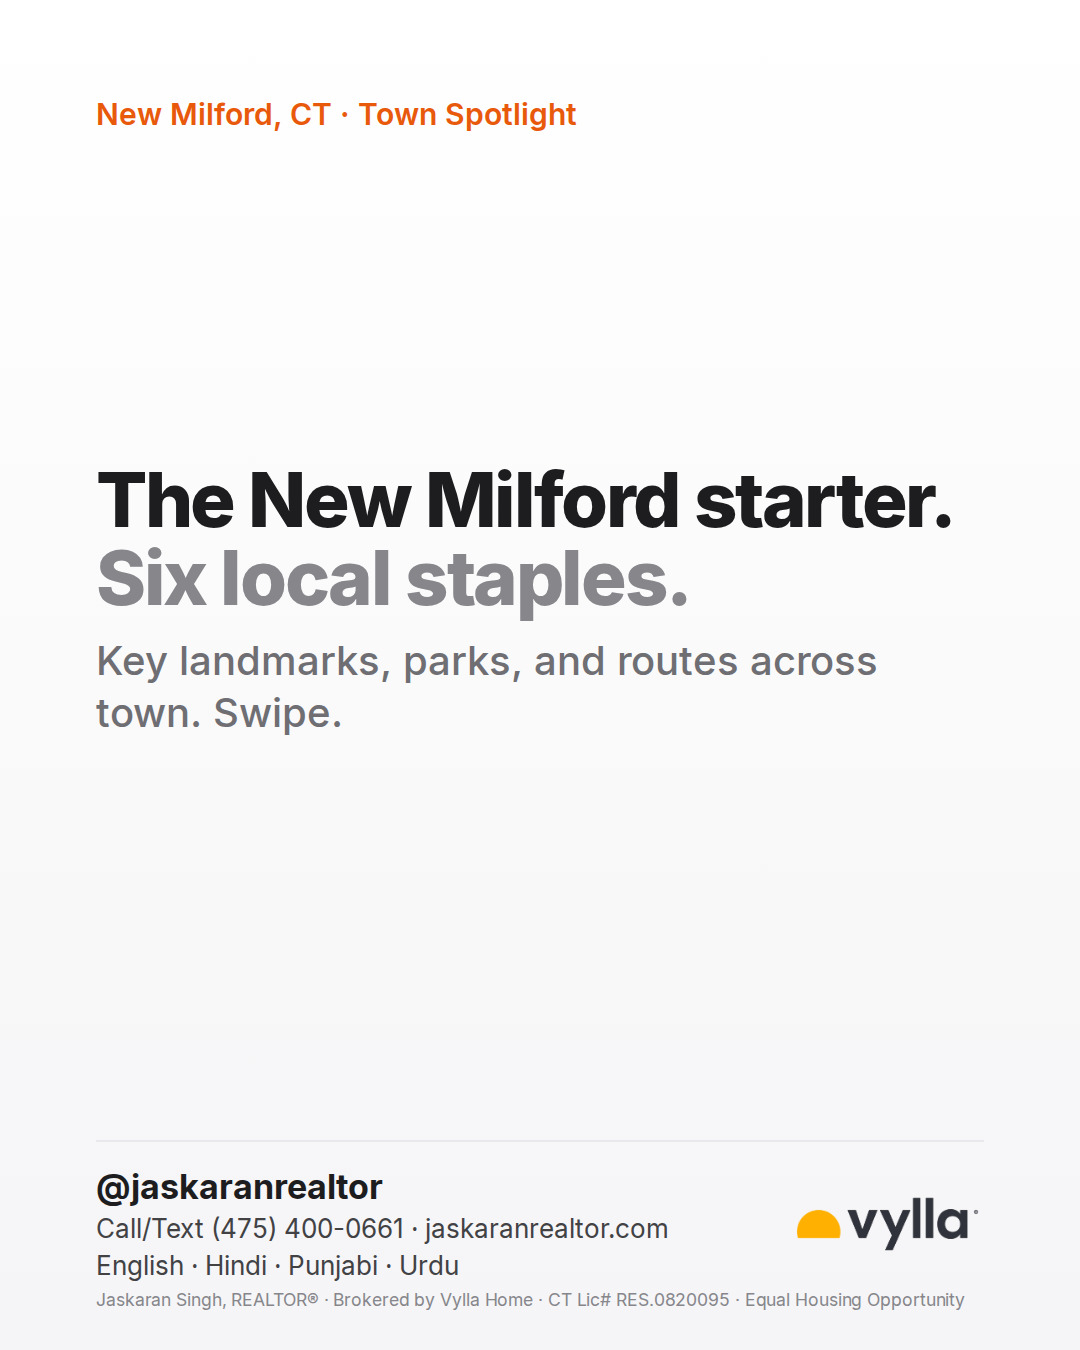 New Milford, CT · Town Spotlight
The New Milford starter.
Six local staples.
Key landmarks, parks, and routes across
town. Swipe.
@jaskaranrealtor
Call/Text (475) 400-0661 · jaskaranrealtor.com
English · Hindi · Punjabi · Urdu
Jaskaran Singh, REALTOR® · Brokered by Vylla Home · CT Lic# RES.0820095 · Equal Housing Opportunity
vylla